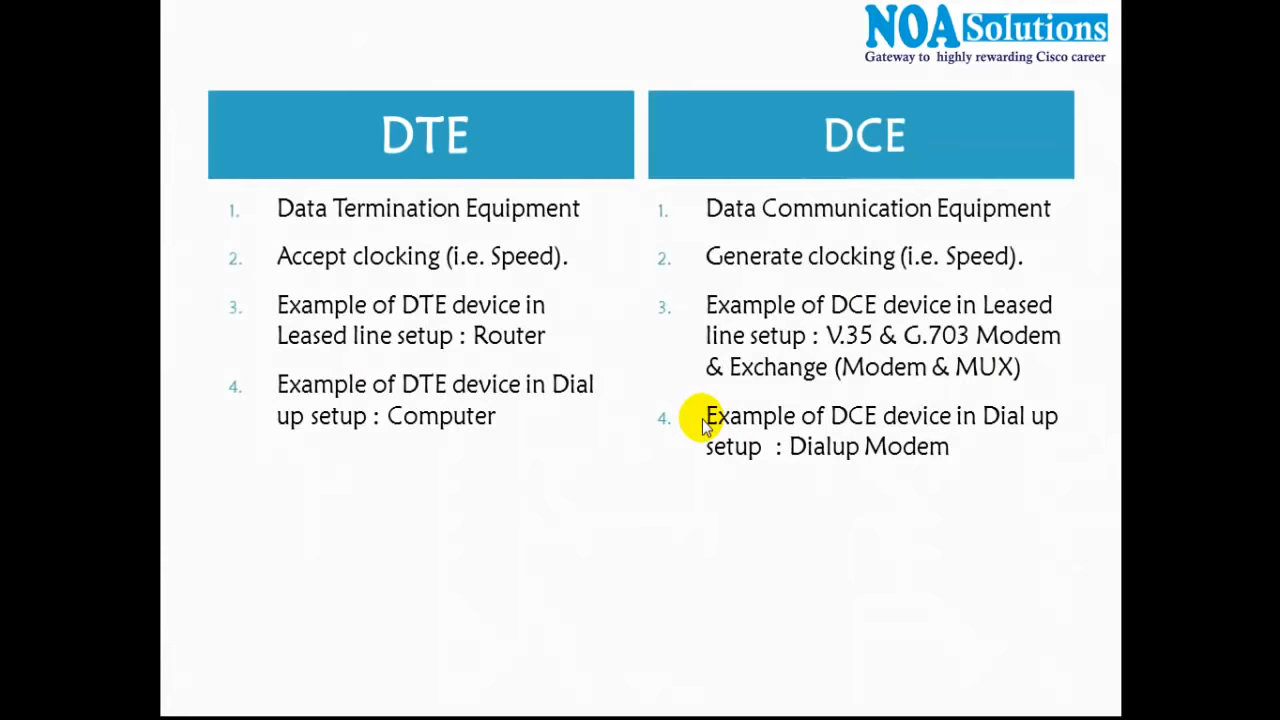 NOA Solutions
Gateway to highly rewarding Cisco career
DTE
1. Data Termination Equipment
2. Accept clocking (i.e. Speed).
3. Example of DTE device in
Leased line setup : Router
4. Example of DTE device in Dial
up setup : Computer
DCE
1. Data Communication Equipment
2. Generate clocking (i.e. Speed).
3. Example of DCE device in Leased
line setup : V.35 & G.703 Modem
& Exchange (Modem & MUX)
4. Example of DCE device in Dial up
setup : Dialup Modem